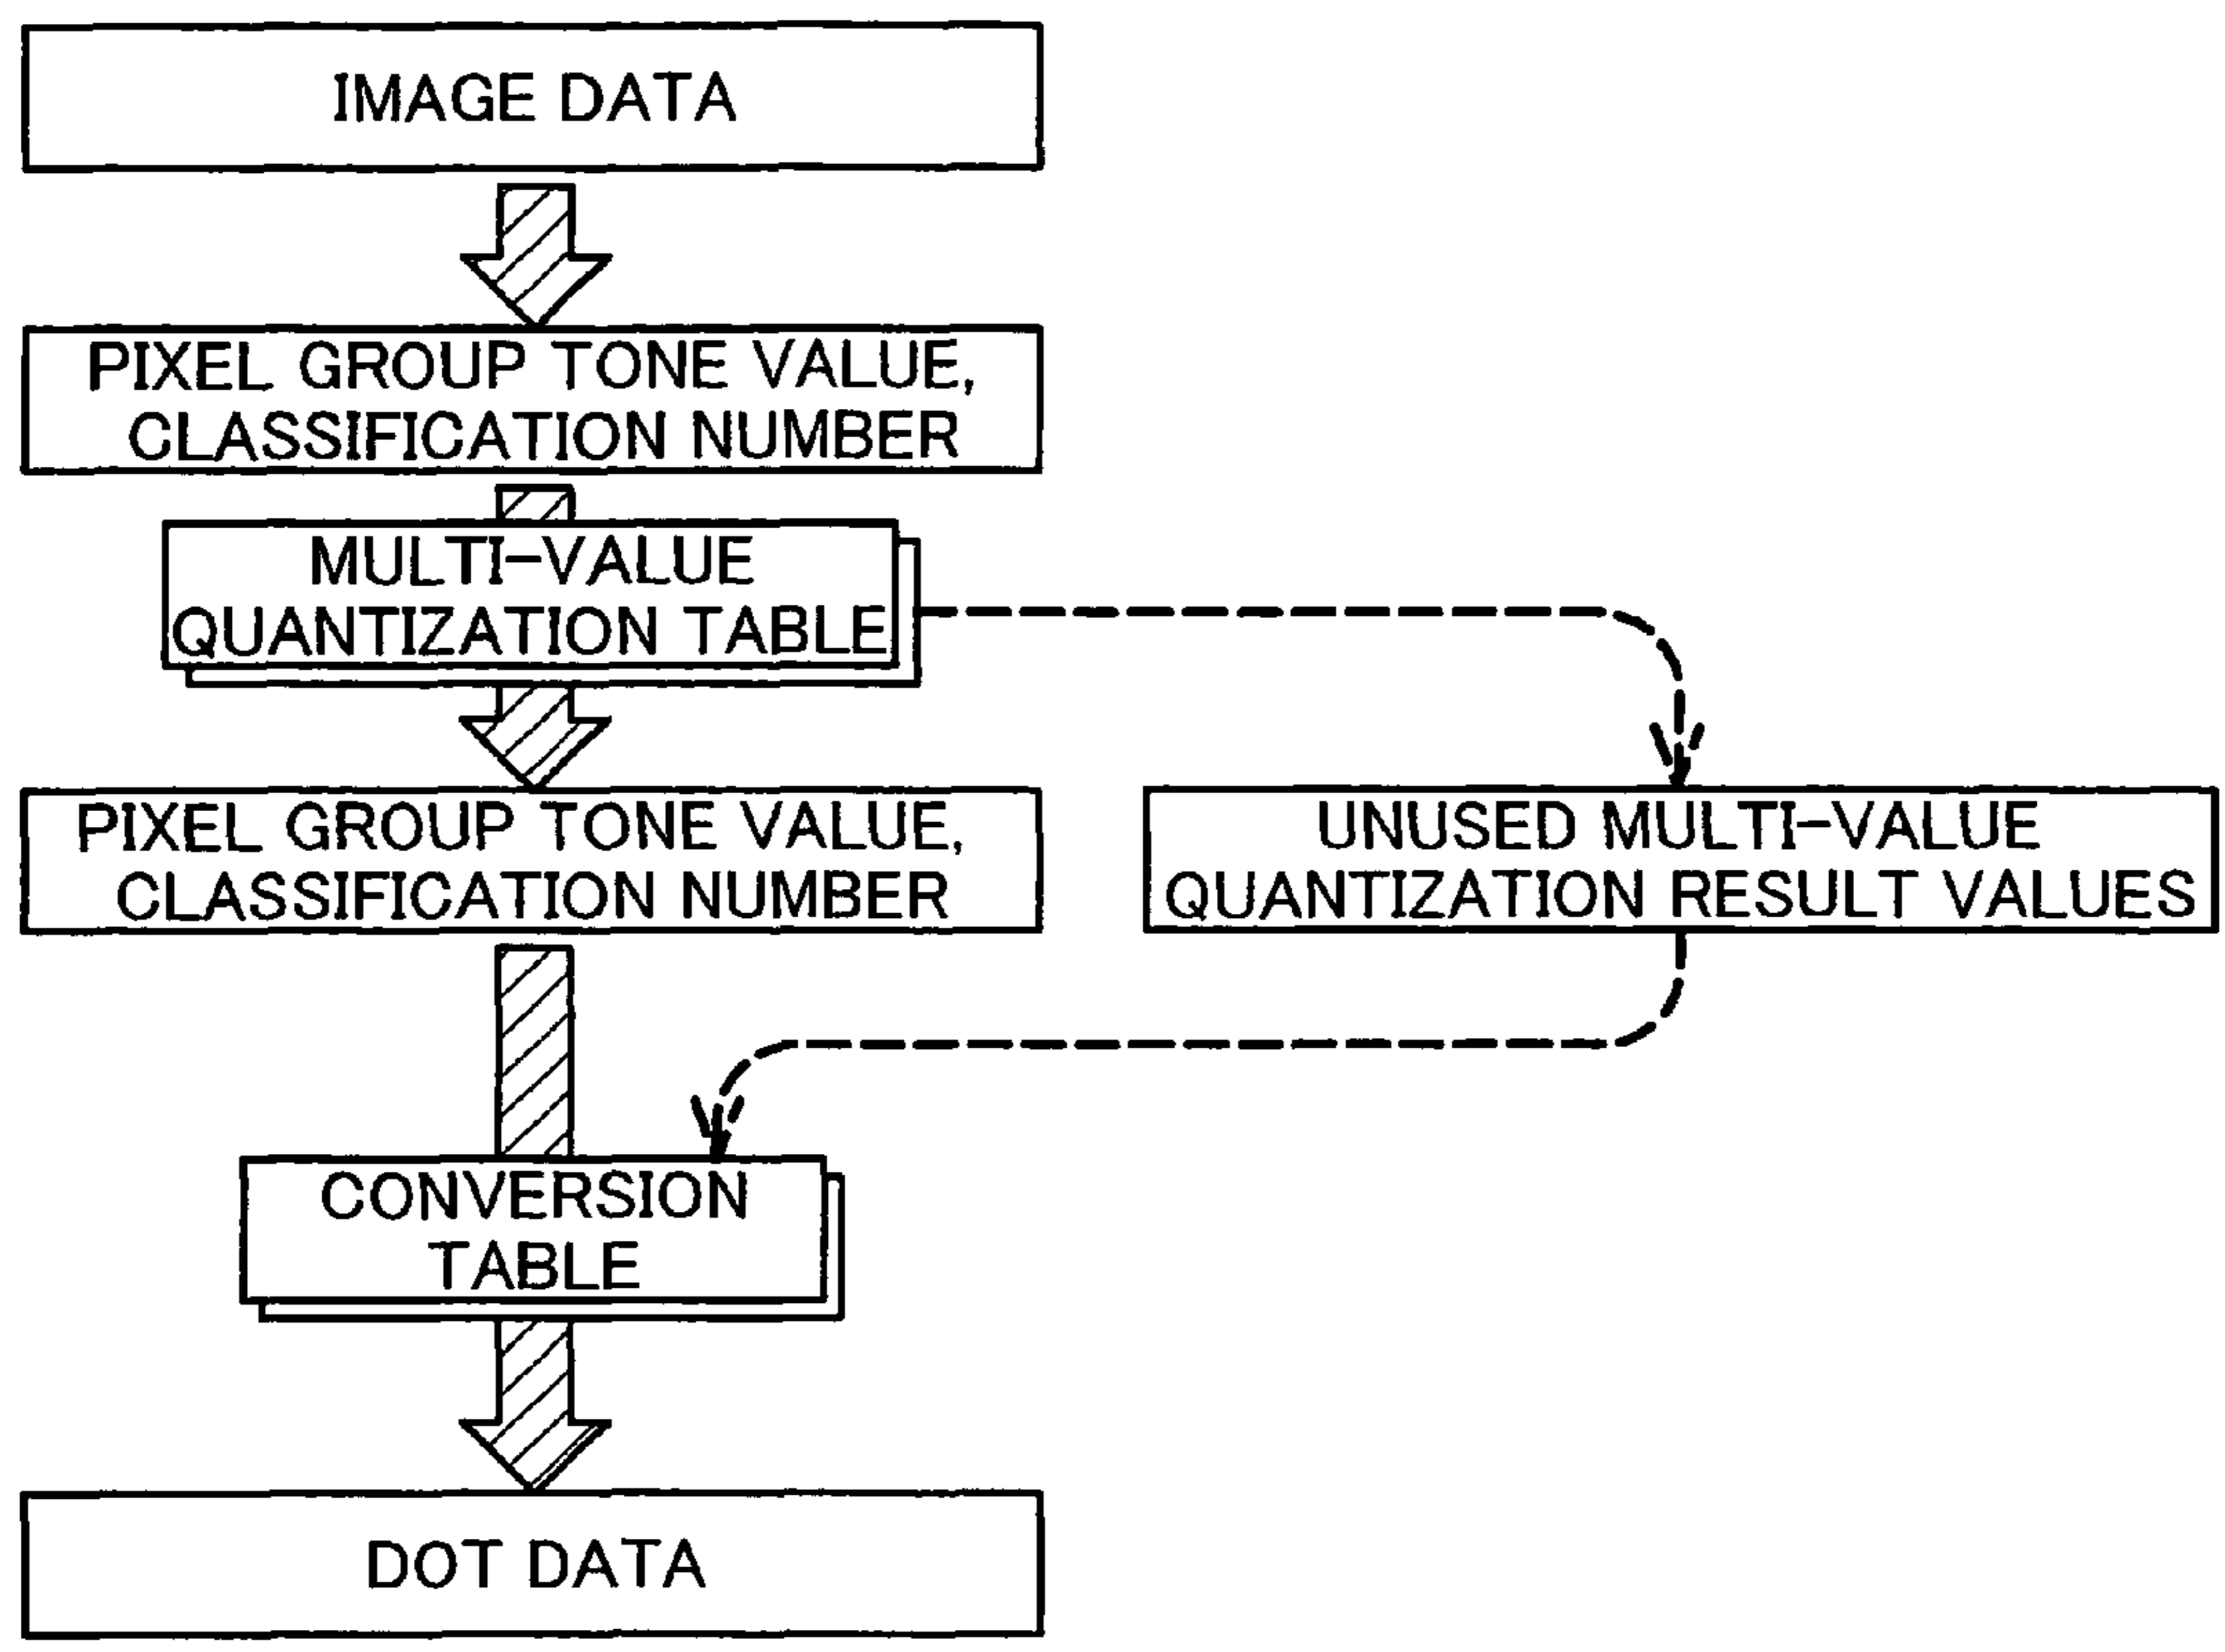 IMAGE DATA
PIXEL GROUP TONE VALUE,
CLASSIFICATION NUMBER
MULTI-VALUE
QUANTIZATION TABLE
PIXEL GROUP TONE VALUE,
CLASSIFICATION NUMBER
UNUSED MULTI-VALUE
QUANTIZATION RESULT VALUES
CONVERSION
TABLE
DOT DATA